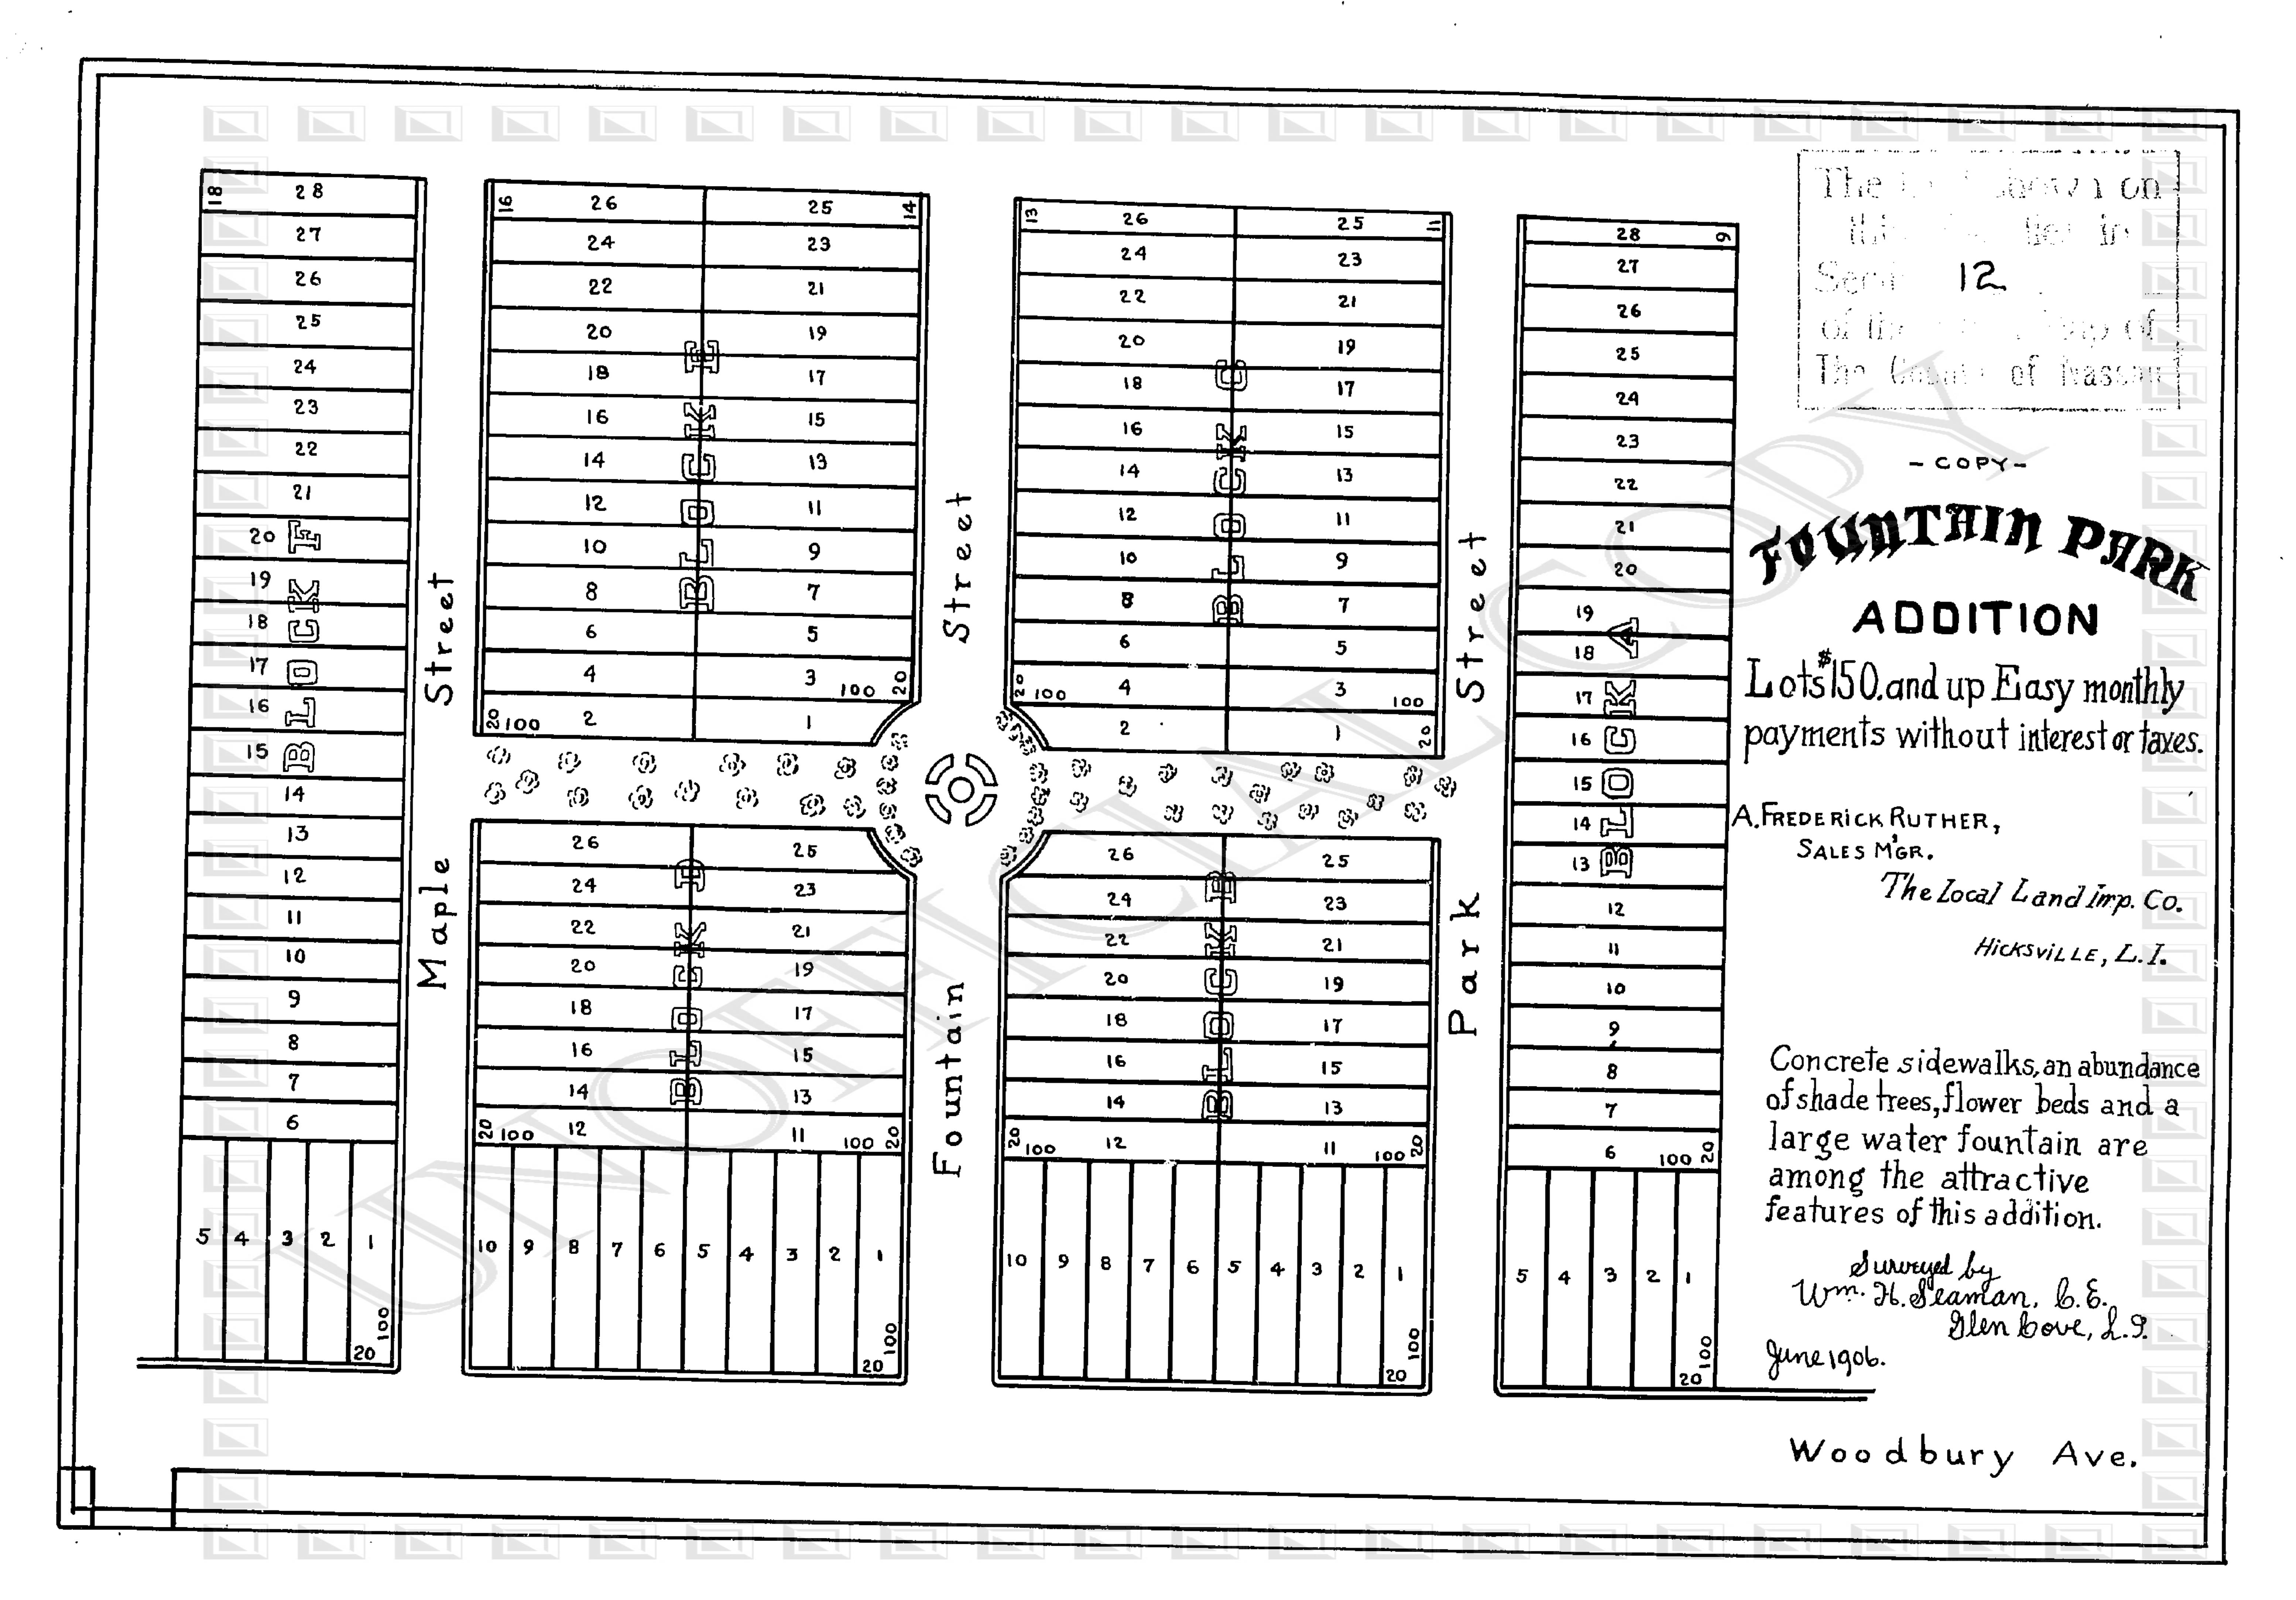 The shown on
this lies in
12
of the Map of
The County of Nassau
- COPY -
FOUNTAIN PARK
ADDITION
Lots $150. and up Easy monthly
payments without interest or taxes.
A. FREDERICK RUTHER,
SALES M'GR.
The Local Land Imp. Co.
HICKSVILLE, L. I.
Concrete sidewalks, an abundance
of shade trees, flower beds and a
large water fountain are
among the attractive
features of this addition.
Surveyed by
Wm. H. Seaman, C. E.
Glen Cove, L. I.
June 1906.
Woodbury Ave.
Maple Street
Fountain Street
Park Street
BLOCK F
18 28
27
26
25
24
23
22
21
20
19
18
17
16
15
14
13
12
11
10
9
8
7
6
5 4 3 2 1
20 100
BLOCK E
16 26 25 14
24 23
22 21
20 19
18 17
16 15
14 13
12 11
10 9
8 7
6 5
4 3 100 20
20 100 2 1
BLOCK D
26 25
24 23
22 21
20 19
18 17
16 15
14 13
20 100 12 11 100 20
10 9 8 7 6 5 4 3 2 1
20 100
BLOCK C
13 26 25 11
24 23
22 21
20 19
18 17
16 15
14 13
12 11
10 9
8 7
6 5
20 100 4 3 100
2 1 20
BLOCK B
26 25
24 23
22 21
20 19
18 17
16 15
14 13
20 100 12 11 100 20
10 9 8 7 6 5 4 3 2 1
20 100
BLOCK A
28 9
27
26
25
24
23
22
21
20
19
18
17
16
15
14
13
12
11
10
9
8
7
6 100 20
5 4 3 2 1
20 100
UNOFFICIAL COPY